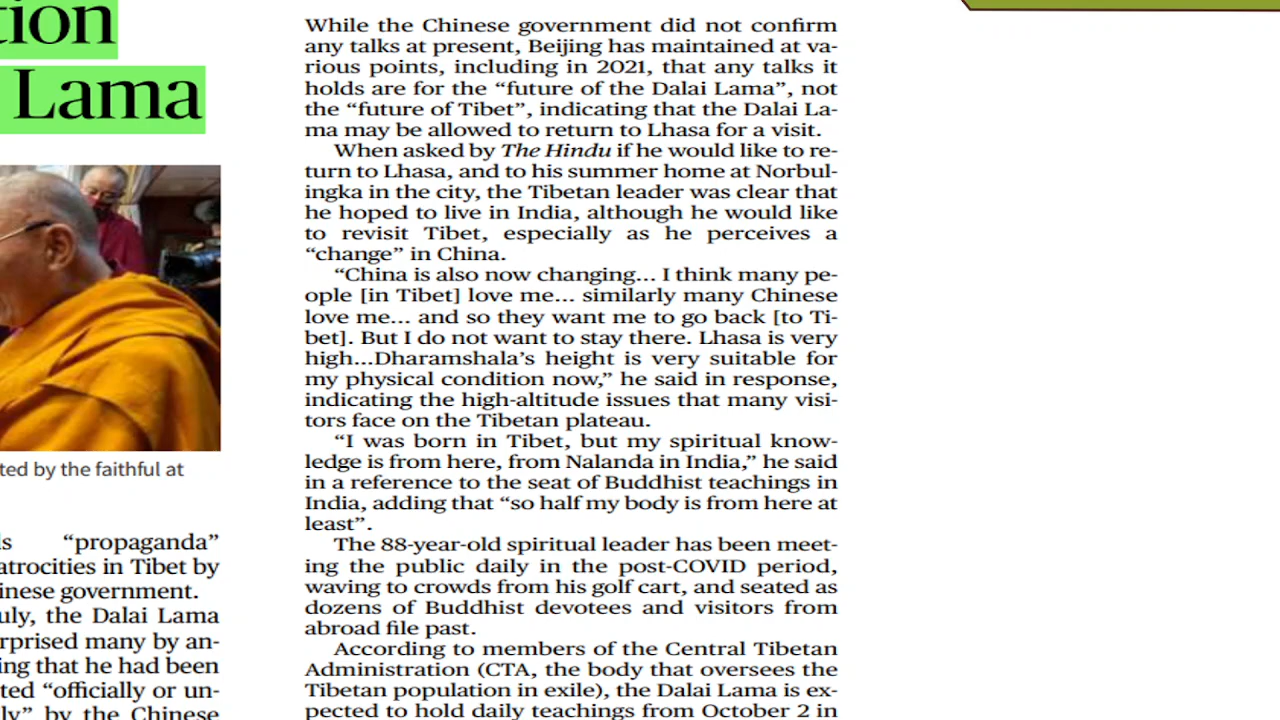 tion
Lama
ted by the faithful at
“propaganda”
atrocities in Tibet by
inese government.
uly, the Dalai Lama
rprised many by an-
ing that he had been
ted “officially or un-
ly” by the Chinese
While the Chinese government did not confirm
any talks at present, Beijing has maintained at va-
rious points, including in 2021, that any talks it
holds are for the “future of the Dalai Lama”, not
the “future of Tibet”, indicating that the Dalai La-
ma may be allowed to return to Lhasa for a visit.
When asked by The Hindu if he would like to re-
turn to Lhasa, and to his summer home at Norbul-
ingka in the city, the Tibetan leader was clear that
he hoped to live in India, although he would like
to revisit Tibet, especially as he perceives a
“change” in China.
“China is also now changing... I think many peo-
ople [in Tibet] love me... similarly many Chinese
love me... and so they want me to go back [to Ti-
bet]. But I do not want to stay there. Lhasa is very
high...Dharamshala’s height is very suitable for
my physical condition now,” he said in response,
indicating the high-altitude issues that many visi-
tors face on the Tibetan plateau.
“I was born in Tibet, but my spiritual know-
ledge is from here, from Nalanda in India,” he said
in a reference to the seat of Buddhist teachings in
India, adding that “so half my body is from here at
least”.
The 88-year-old spiritual leader has been meet-
ing the public daily in the post-COVID period,
waving to crowds from his golf cart, and seated as
dozens of Buddhist devotees and visitors from
abroad file past.
According to members of the Central Tibetan
Administration (CTA, the body that oversees the
Tibetan population in exile), the Dalai Lama is ex-
pected to hold daily teachings from October 2 in